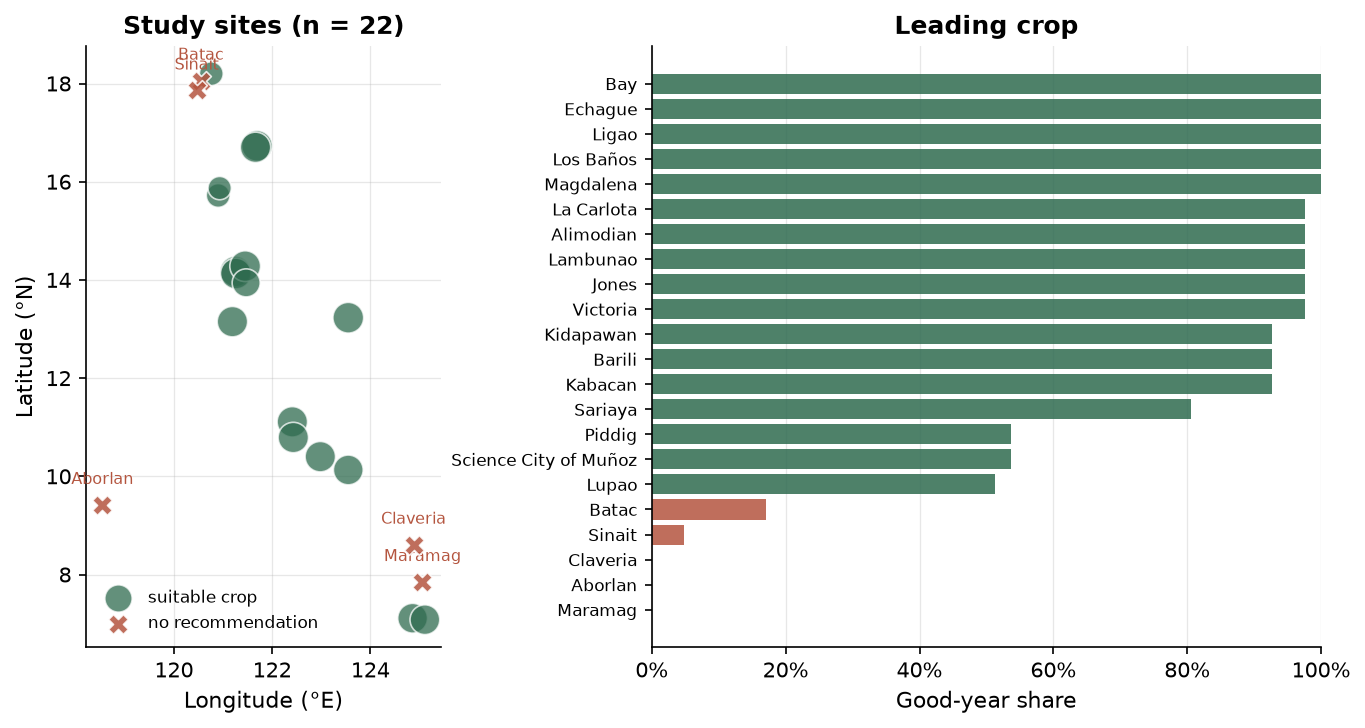 Study sites (n = 22)
Batac
Sinait
Aborlan
Claveria
Maramag
suitable crop
no recommendation
18
16
14
12
10
8
Latitude (°N)
120
122
124
Longitude (°E)
Leading crop
Bay
Echague
Ligao
Los Baños
Magdalena
La Carlota
Alimodian
Lambunao
Jones
Victoria
Kidapawan
Barili
Kabacan
Sariaya
Piddig
Science City of Muñoz
Lupao
Batac
Sinait
Claveria
Aborlan
Maramag
0%
20%
40%
60%
80%
100%
Good-year share